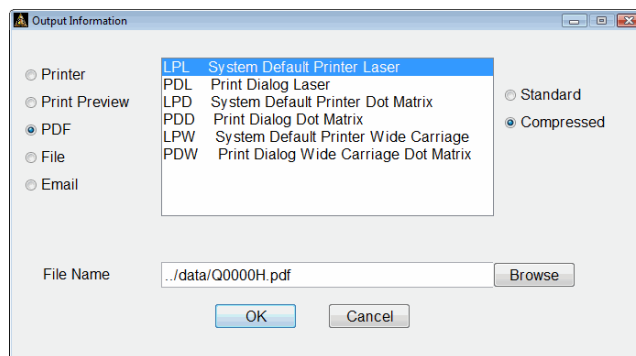 Output Information
Printer
Print Preview
PDF
File
Email
LPL System Default Printer Laser
PDL Print Dialog Laser
LPD System Default Printer Dot Matrix
PDD Print Dialog Dot Matrix
LPW System Default Printer Wide Carriage
PDW Print Dialog Wide Carriage Dot Matrix
Standard
Compressed
File Name ../data/Q0000H.pdf Browse
OK Cancel